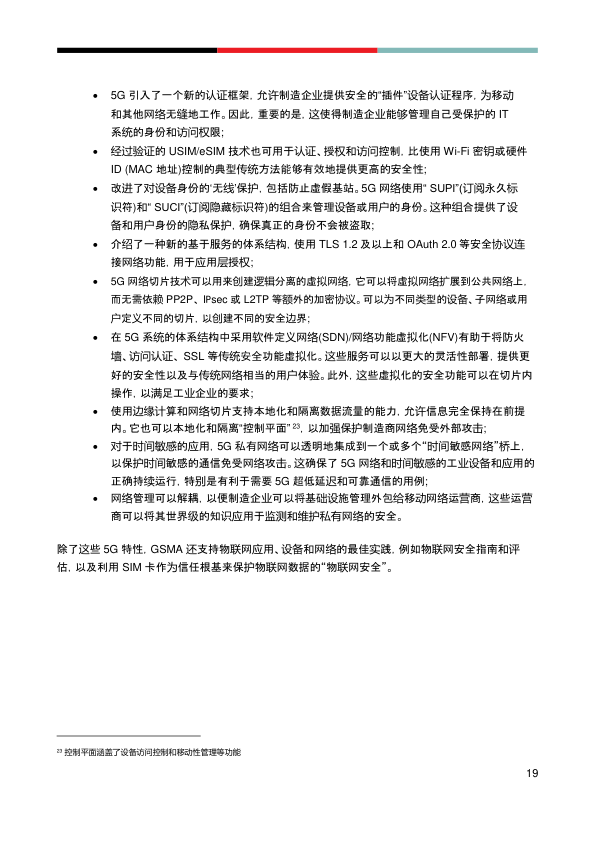 • 5G 引入了一个新的认证框架, 允许制造企业提供安全的“插件”设备认证程序, 为移动
和其他网络无缝地工作。因此, 重要的是, 这使得制造企业能够管理自己受保护的 IT
系统的身份和访问权限;
• 经过验证的 USIM/eSIM 技术也可用于认证、授权和访问控制, 比使用 Wi-Fi 密钥或硬件
ID (MAC 地址)控制的典型传统方法能够有效地提供更高的安全性;
• 改进了对设备身份的‘无线’保护, 包括防止虚假基站。5G 网络使用“ SUPI”(订阅永久标
识符)和“ SUCI”(订阅隐藏标识符)的组合来管理设备或用户的身份。这种组合提供了设
备和用户身份的隐私保护, 确保真正的身份不会被盗取;
• 介绍了一种新的基于服务的体系结构, 使用 TLS 1.2 及以上和 OAuth 2.0 等安全协议连
接网络功能, 用于应用层授权;
• 5G 网络切片技术可以用来创建逻辑分离的虚拟网络, 它可以将虚拟网络扩展到公共网络上,
而无需依赖 PP2P、IPsec 或 L2TP 等额外的加密协议。可以为不同类型的设备、子网络或用
户定义不同的切片, 以创建不同的安全边界;
• 在 5G 系统的体系结构中采用软件定义网络(SDN)/网络功能虚拟化(NFV)有助于将防火
墙、访问认证、SSL 等传统安全功能虚拟化。这些服务可以以更大的灵活性部署, 提供更
好的安全性以及与传统网络相当的用户体验。此外, 这些虚拟化的安全功能可以在切片内
操作, 以满足工业企业的要求;
• 使用边缘计算和网络切片支持本地化和隔离数据流量的能力, 允许信息完全保持在前提
内。它也可以本地化和隔离“控制平面” 23, 以加强保护制造商网络免受外部攻击;
• 对于时间敏感的应用, 5G 私有网络可以透明地集成到一个或多个“时间敏感网络”桥上,
以保护时间敏感的通信免受网络攻击。这确保了 5G 网络和时间敏感的工业设备和应用的
正确持续运行, 特别是有利于需要 5G 超低延迟和可靠通信的用例;
• 网络管理可以解耦, 以便制造企业可以将基础设施管理外包给移动网络运营商, 这些运营
商可以将其世界级的知识应用于监测和维护私有网络的安全。
除了这些 5G 特性, GSMA 还支持物联网应用、设备和网络的最佳实践, 例如物联网安全指南和评
估, 以及利用 SIM 卡作为信任根基来保护物联网数据的“物联网安全”。
23 控制平面涵盖了设备访问控制和移动性管理等功能
19